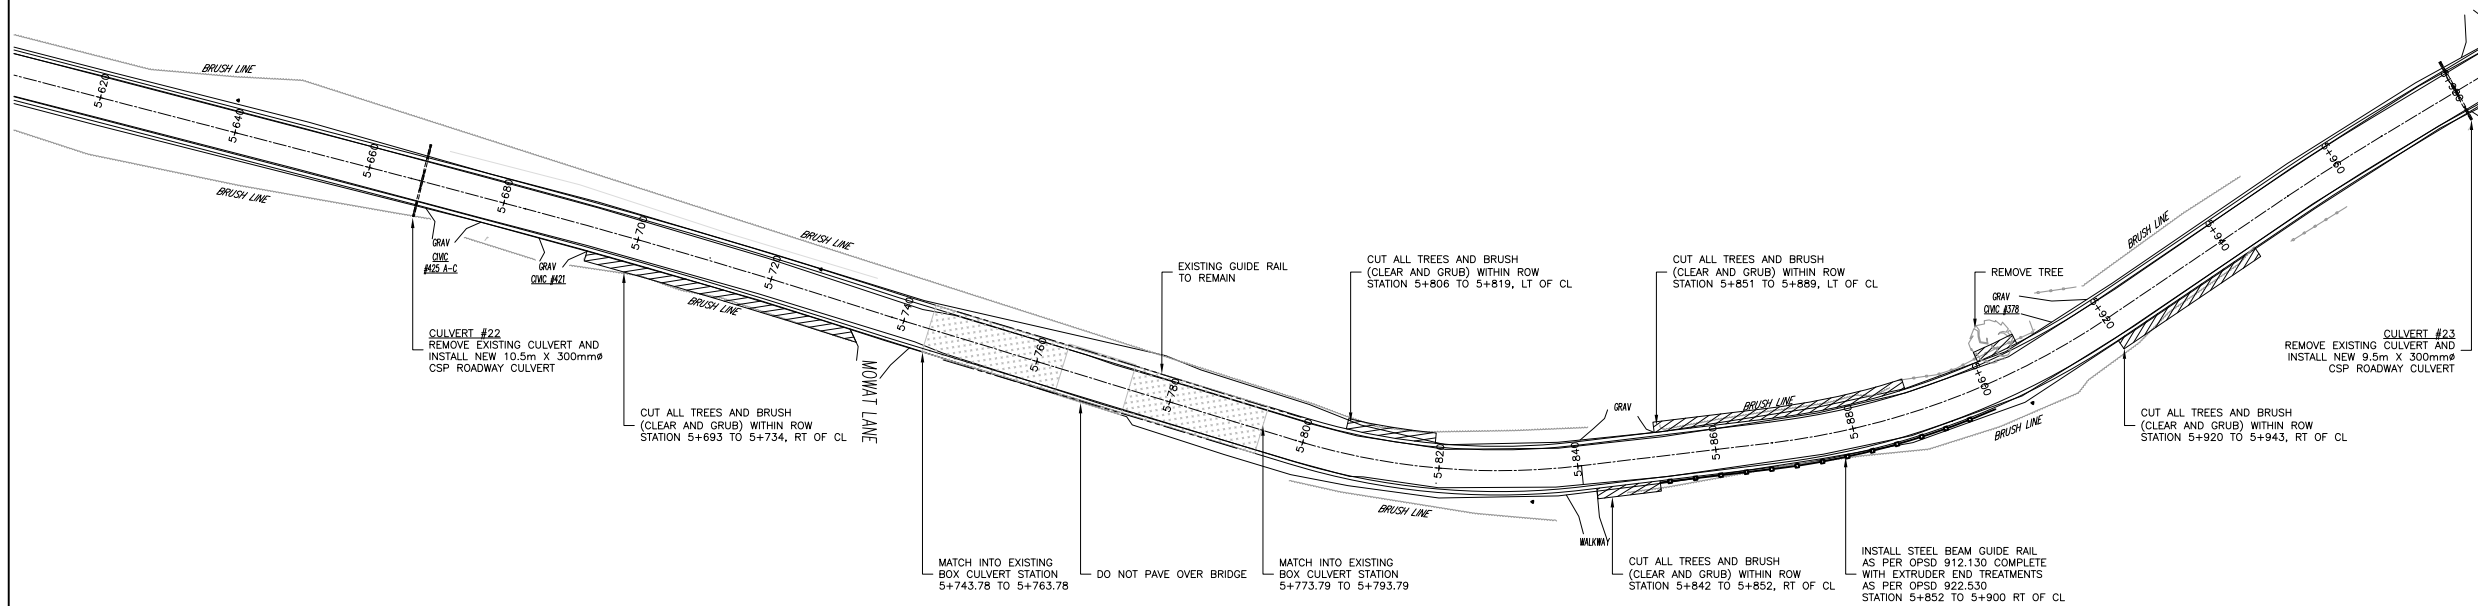 BRUSH LINE
5+620
5+640
5+660
5+680
5+700
5+720
5+740
5+760
5+780
5+800
5+820
5+840
5+860
5+880
5+900
5+920
5+940
5+960
5+980
BRUSH LINE
GRAV
CIVIC
#425 A-C
GRAV
CIVIC #421
BRUSH LINE
BRUSH LINE
CULVERT #22
REMOVE EXISTING CULVERT AND
INSTALL NEW 10.5m X 300mmø
CSP ROADWAY CULVERT
CUT ALL TREES AND BRUSH
(CLEAR AND GRUB) WITHIN ROW
STATION 5+693 TO 5+734, RT OF CL
MOWAT LANE
EXISTING GUIDE RAIL
TO REMAIN
CUT ALL TREES AND BRUSH
(CLEAR AND GRUB) WITHIN ROW
STATION 5+806 TO 5+819, LT OF CL
CUT ALL TREES AND BRUSH
(CLEAR AND GRUB) WITHIN ROW
STATION 5+851 TO 5+889, LT OF CL
REMOVE TREE
GRAV
CIVIC #378
BRUSH LINE
GRAV
BRUSH LINE
BRUSH LINE
BRUSH LINE
WALKWAY
CULVERT #23
REMOVE EXISTING CULVERT AND
INSTALL NEW 9.5m X 300mmø
CSP ROADWAY CULVERT
CUT ALL TREES AND BRUSH
(CLEAR AND GRUB) WITHIN ROW
STATION 5+920 TO 5+943, RT OF CL
MATCH INTO EXISTING
BOX CULVERT STATION
5+743.78 TO 5+763.78
DO NOT PAVE OVER BRIDGE
MATCH INTO EXISTING
BOX CULVERT STATION
5+773.79 TO 5+793.79
CUT ALL TREES AND BRUSH
(CLEAR AND GRUB) WITHIN ROW
STATION 5+842 TO 5+852, RT OF CL
INSTALL STEEL BEAM GUIDE RAIL
AS PER OPSD 912.130 COMPLETE
WITH EXTRUDER END TREATMENTS
AS PER OPSD 922.530
STATION 5+852 TO 5+900 RT OF CL